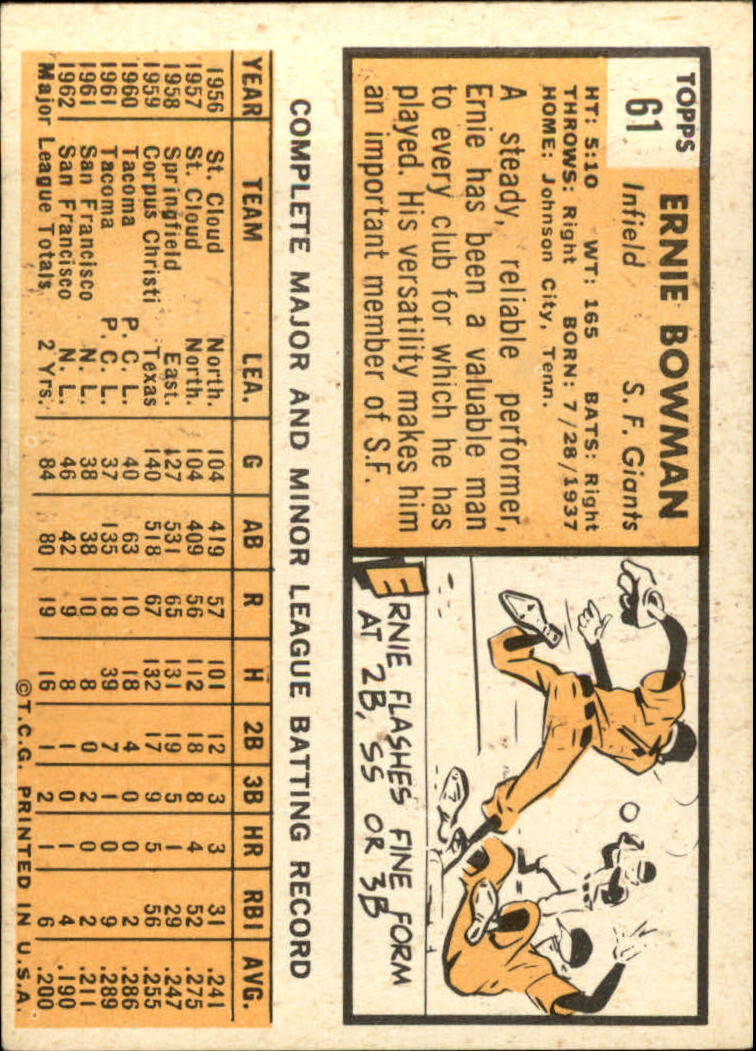 TOPPS
61
ERNIE BOWMAN
Infield S. F. Giants
HT: 5:10 WT: 165 BATS: Right
THROWS: Right BORN: 7/28/1937
HOME: Johnson City, Tenn.
A steady, reliable performer,
Ernie has been a valuable man
to every club for which he has
played. His versatility makes him
an important member of S.F.
ERNIE FLASHES FINE FORM
AT 2B, SS OR 3B
COMPLETE MAJOR AND MINOR LEAGUE BATTING RECORD
YEAR TEAM LEA. G AB R H 2B 3B HR RBI AVG.
1956 St. Cloud North. 104 419 57 101 12 3 3 31 .241
1957 St. Cloud North. 104 409 56 112 18 8 4 52 .275
1958 Springfield East. 127 531 65 131 19 5 1 29 .247
1959 Corpus Christi Texas 140 518 67 132 17 9 5 56 .255
1960 Tacoma P. C. L. 40 63 10 18 4 0 0 2 .286
1961 Tacoma P. C. L. 37 135 18 39 7 1 0 9 .289
1961 San Francisco N. L. 38 38 10 8 0 2 0 2 .211
1962 San Francisco N. L. 46 42 9 8 1 0 1 4 .190
Major League Totals 2 Yrs. 84 80 19 16 1 2 1 6 .200
©T.C.G. PRINTED IN U.S.A.